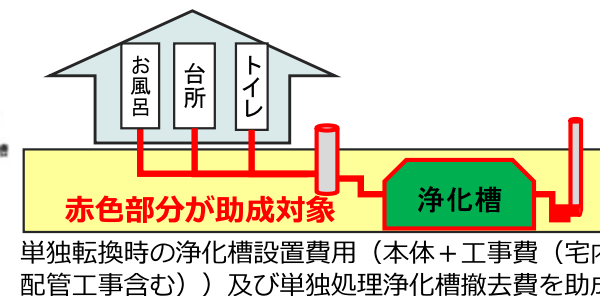 お風呂
台所
トイレ
赤色部分が助成対象
浄化槽
単独転換時の浄化槽設置費用（本体＋工事費（宅内
配管工事含む））及び単独処理浄化槽撤去費を助成